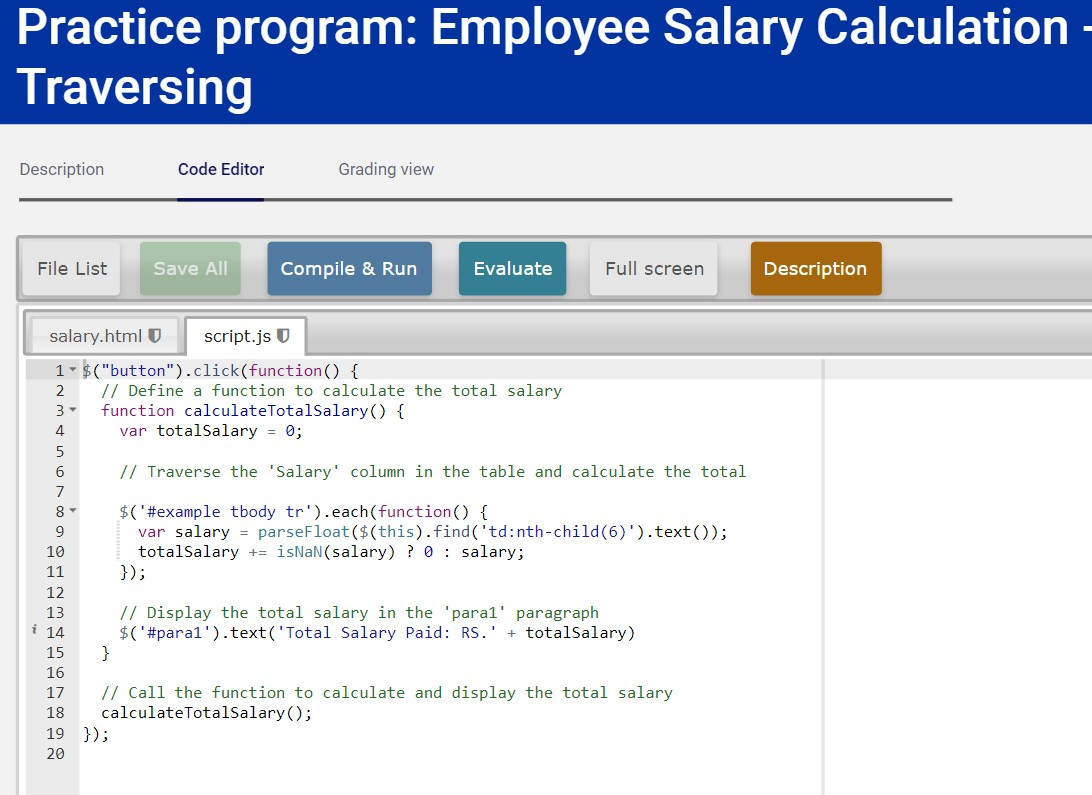 Practice program: Employee Salary Calculation -
Traversing
Description Code Editor Grading view
File List Save All Compile & Run Evaluate Full screen Description
salary.html script.js
1 $("button").click(function() {
2 // Define a function to calculate the total salary
3 function calculateTotalSalary() {
4 var totalSalary = 0;
5
6 // Traverse the 'Salary' column in the table and calculate the total
7
8 $('#example tbody tr').each(function() {
9 var salary = parseFloat($(this).find('td:nth-child(6)').text());
10 totalSalary += isNaN(salary) ? 0 : salary;
11 });
12
13 // Display the total salary in the 'para1' paragraph
i 14 $('#para1').text('Total Salary Paid: RS.' + totalSalary)
15 }
16
17 // Call the function to calculate and display the total salary
18 calculateTotalSalary();
19 });
20